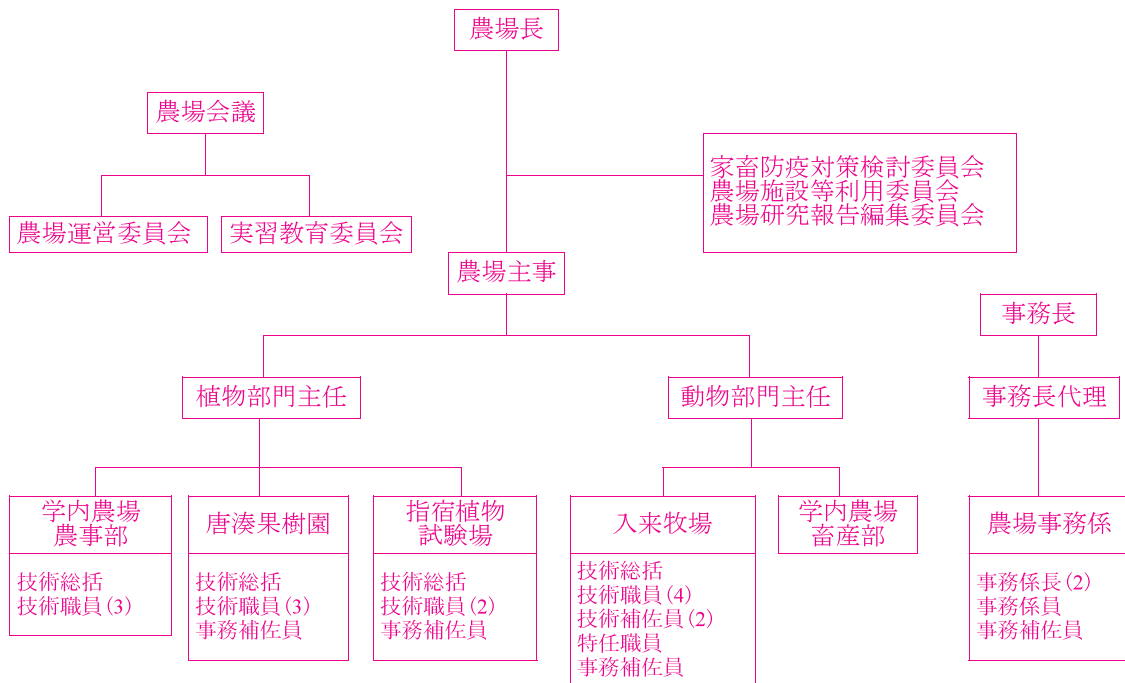 農場長
農場会議
家畜防疫対策検討委員会
農場施設等利用委員会
農場研究報告編集委員会
農場運営委員会
実習教育委員会
農場主事
事務長
植物部門主任
動物部門主任
事務長代理
学内農場
農事部
技術総括
技術職員(3)
唐湊果樹園
技術総括
技術職員(3)
事務補佐員
指宿植物
試験場
技術総括
技術職員(2)
事務補佐員
入来牧場
技術総括
技術職員(4)
技術補佐員(2)
特任職員
事務補佐員
学内農場
畜産部
農場事務係
事務係長(2)
事務係員
事務補佐員